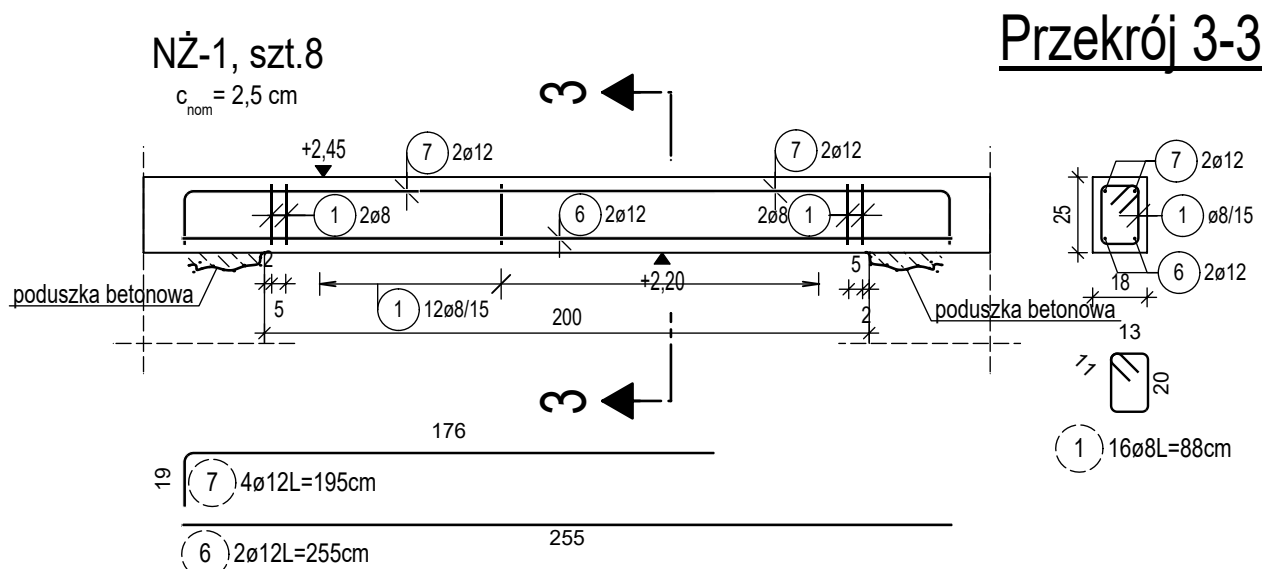 NŻ-1, szt.8
c_nom = 2,5 cm
Przekrój 3-3
3
+2,45
7 2ø12
7 2ø12
1 2ø8
6 2ø12
2ø8 1
7 2ø12
25
1 ø8/15
6 2ø12
18
poduszka betonowa
2
5
1 12ø8/15
+2,20
5
2
200
poduszka betonowa
13
11
20
1 16ø8L=88cm
3
176
19
7 4ø12L=195cm
255
6 2ø12L=255cm